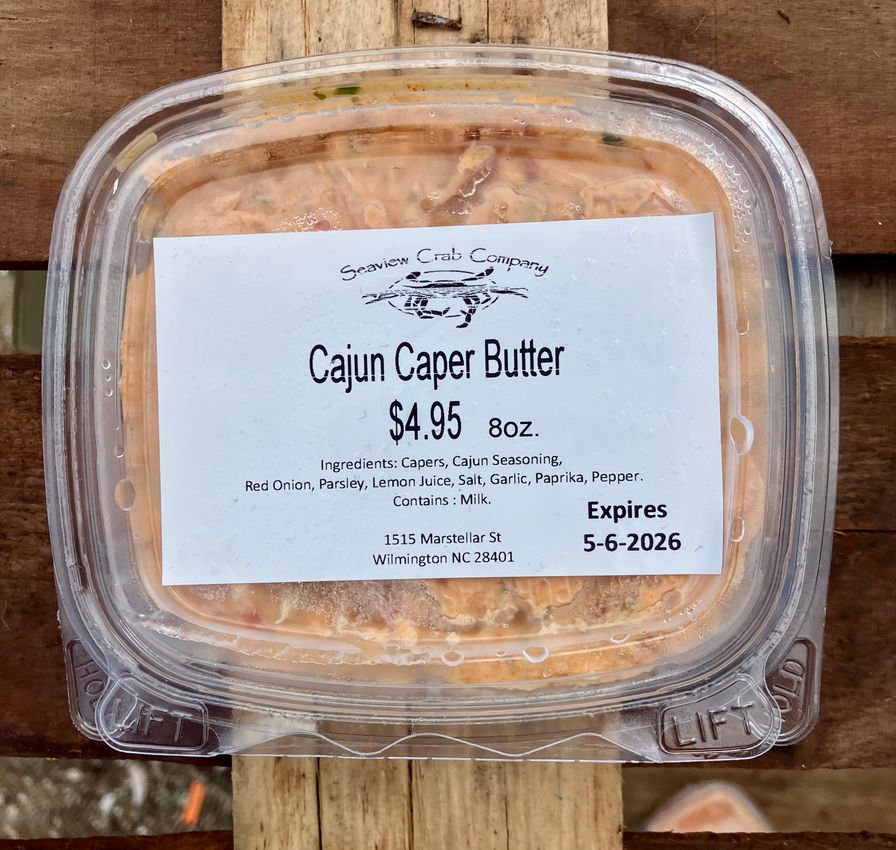 Seaview Crab Company
Cajun Caper Butter
$4.95 8oz.
Ingredients: Capers, Cajun Seasoning,
Red Onion, Parsley, Lemon Juice, Salt, Garlic, Paprika, Pepper.
Contains : Milk.
Expires
5-6-2026
1515 Marstellar St
Wilmington NC 28401
LIFT
LIFT